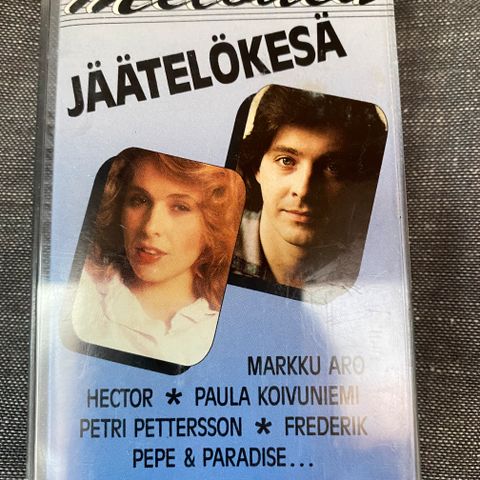 JÄÄTELÖKESÄ
MARKKU ARO
HECTOR * PAULA KOIVUNIEMI
PETRI PETTERSSON * FREDERIK
PEPE & PARADISE...